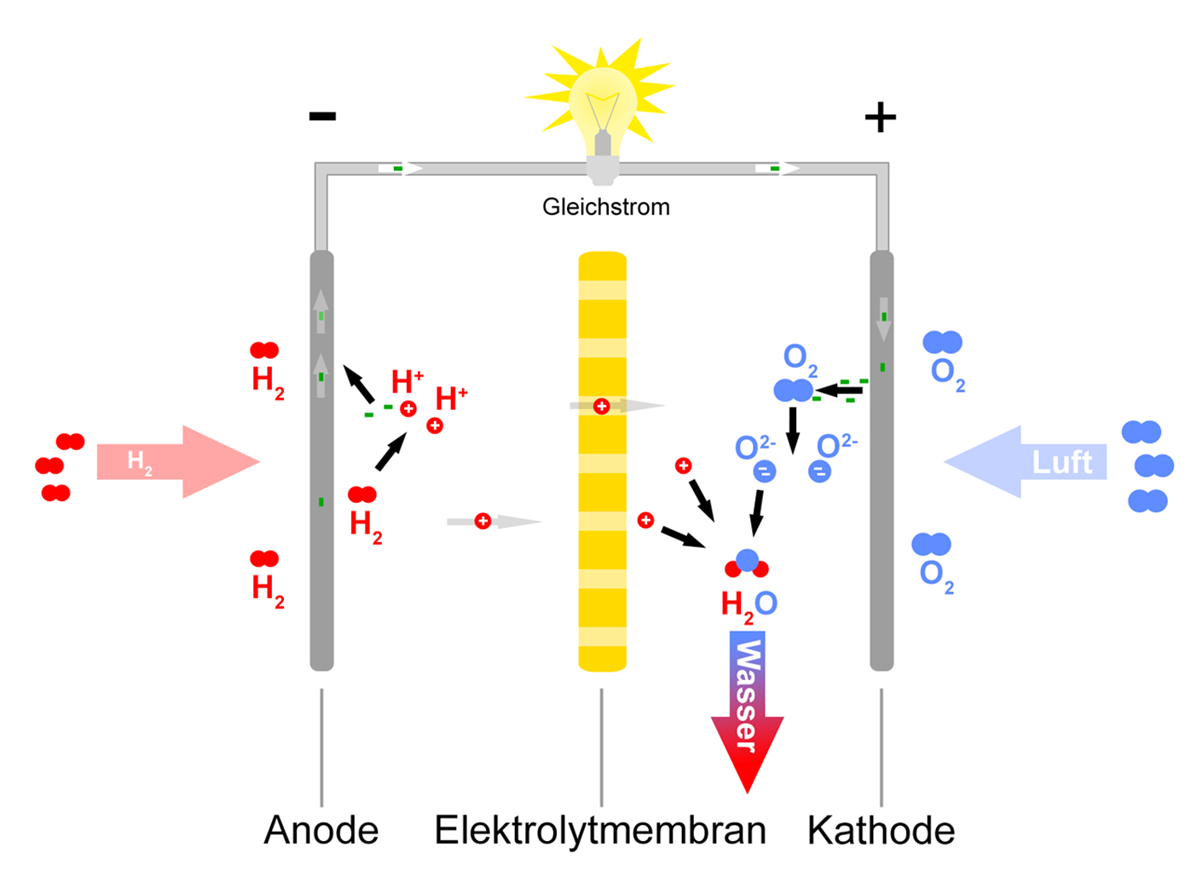 -
+
Gleichstrom
H2
H+
H+
O2
O2
H2
O2-
O2-
Luft
H2
H2
O2
H2
H2O
Wasser
Anode
Elektrolytmembran
Kathode